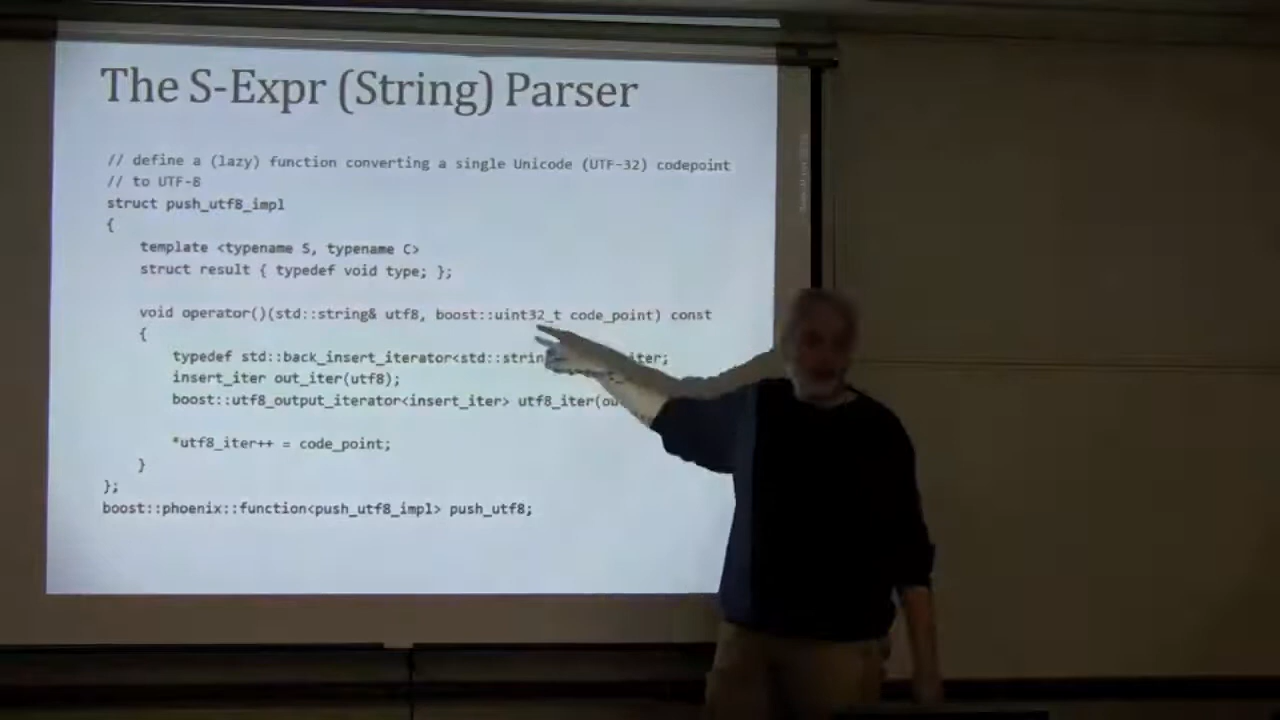 The S-Expr (String) Parser
// define a (lazy) function converting a single Unicode (UTF-32) codepoint
// to UTF-8
struct push_utf8_impl
{
template <typename S, typename C>
struct result { typedef void type; };
void operator()(std::string& utf8, boost::uint32_t code_point) const
{
typedef std::back_insert_iterator<std::strin iter;
insert_iter out_iter(utf8);
boost::utf8_output_iterator<insert_iter> utf8_iter(ou
*utf8_iter++ = code_point;
}
};
boost::phoenix::function<push_utf8_impl> push_utf8;